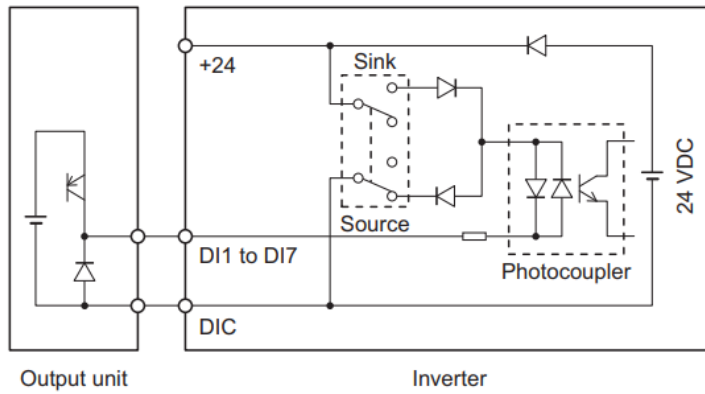 +24
Sink
Source
DI1 to DI7
DIC
Photocoupler
24 VDC
Output unit
Inverter